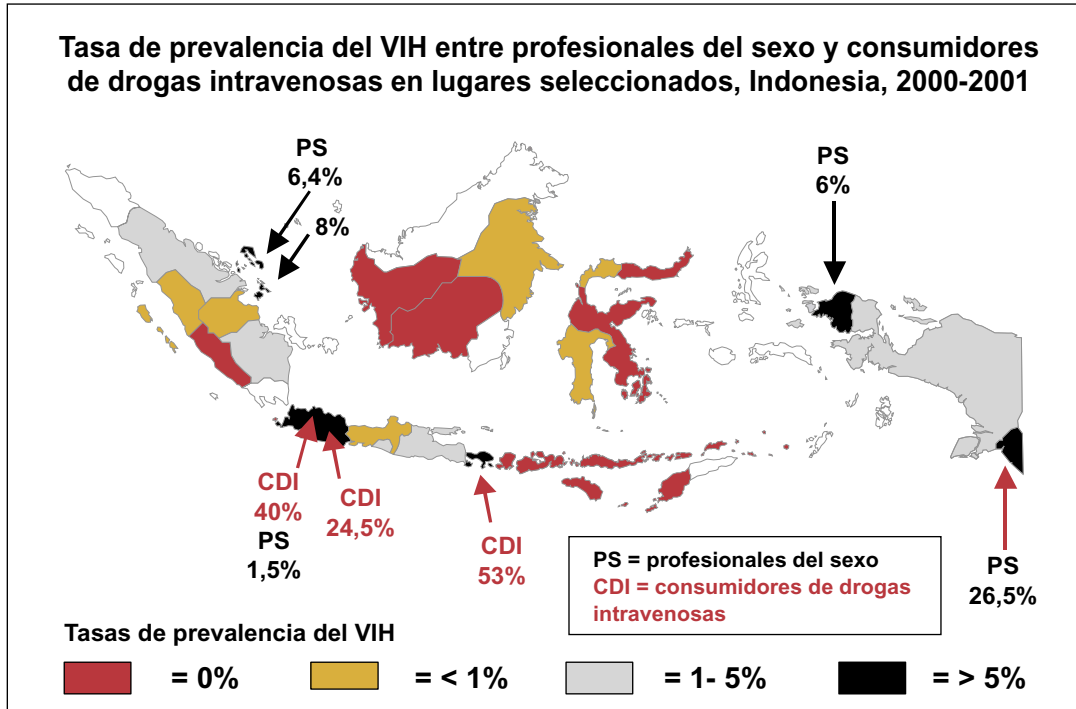 Tasa de prevalencia del VIH entre profesionales del sexo y consumidores
de drogas intravenosas en lugares seleccionados, Indonesia, 2000-2001
PS
6,4%
8%
PS
6%
CDI
40%
PS
1,5%
CDI
24,5%
CDI
53%
PS = profesionales del sexo
CDI = consumidores de drogas
intravenosas
PS
26,5%
Tasas de prevalencia del VIH
= 0%
= < 1%
= 1- 5%
= > 5%